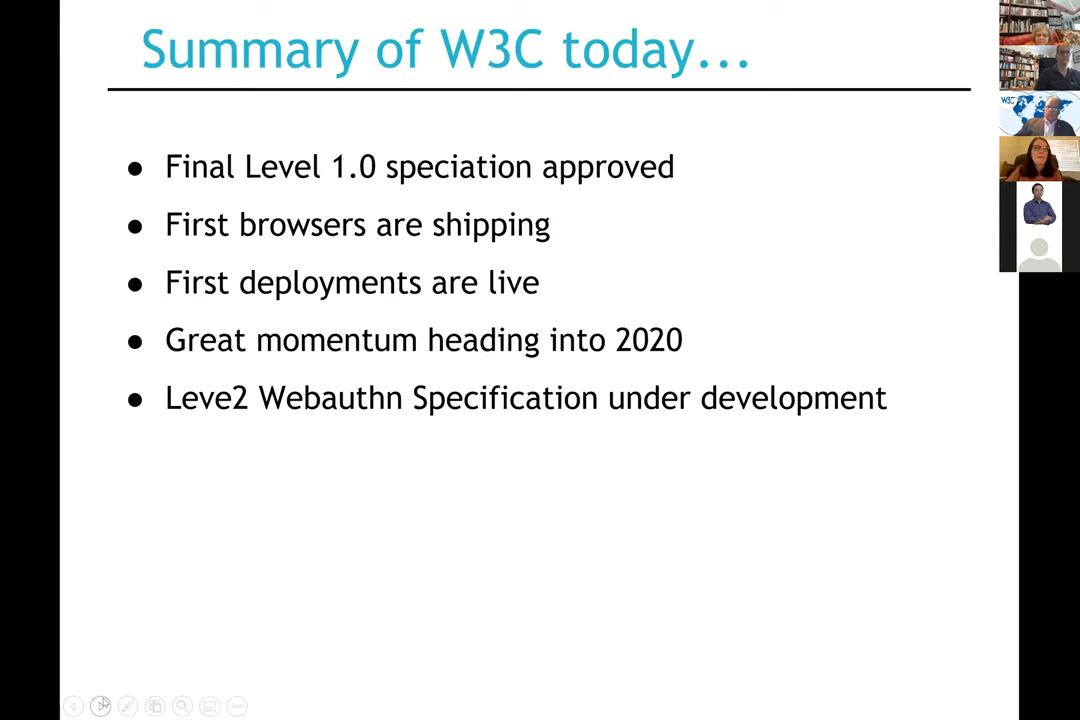 Summary of W3C today...
● Final Level 1.0 speciation approved
● First browsers are shipping
● First deployments are live
● Great momentum heading into 2020
● Leve2 Webauthn Specification under development
W3C